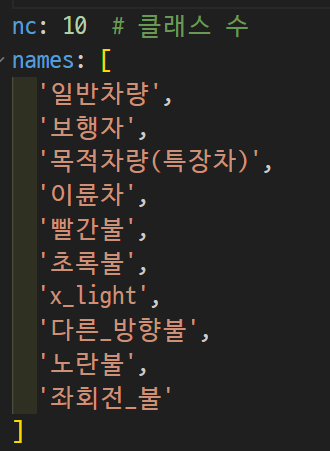 nc: 10  # 클래스 수
names: [
'일반차량',
'보행자',
'목적차량(특장차)',
'이륜차',
'빨간불',
'초록불',
'x_light',
'다른_방향불',
'노란불',
'좌회전_불'
]